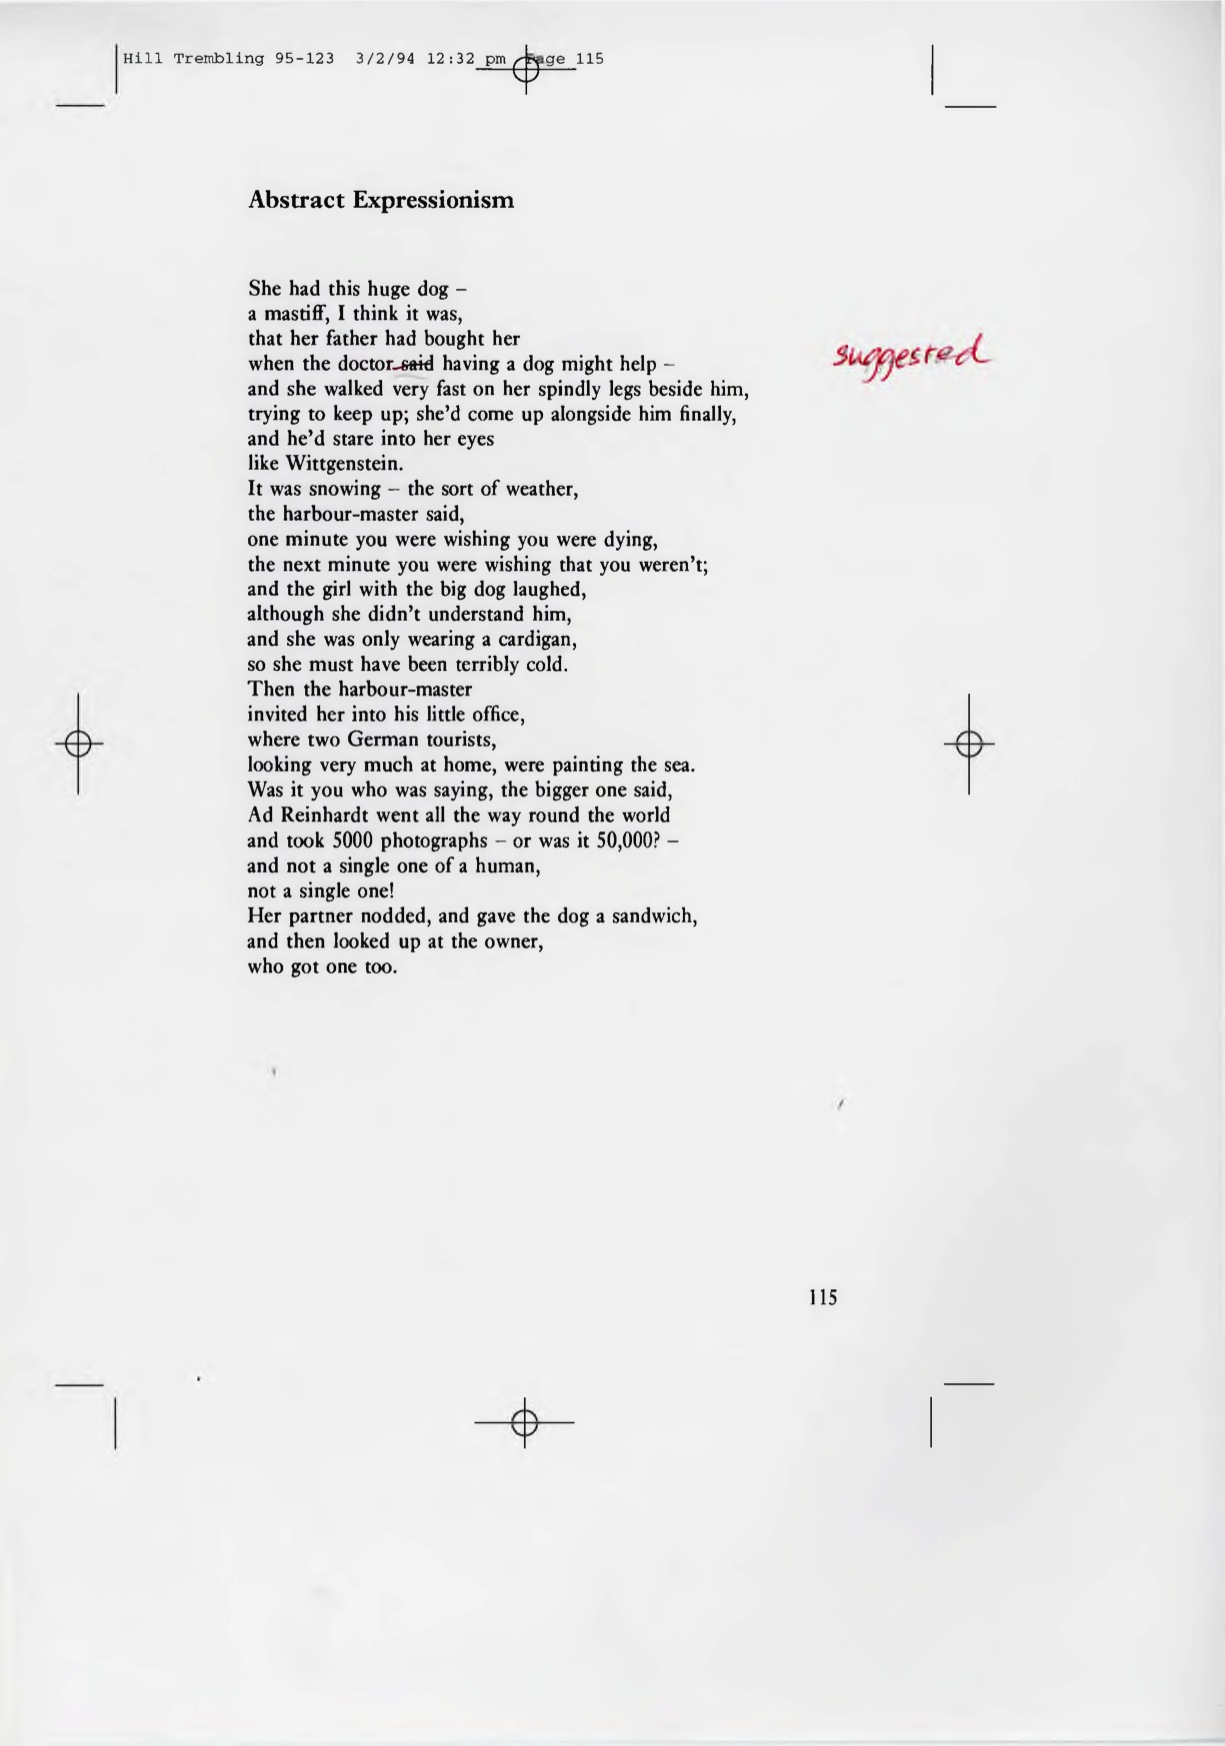 Hill Trembling 95-123 3/2/94 12:32 pm Page 115
Abstract Expressionism
She had this huge dog –
a mastiff, I think it was,
that her father had bought her
when the doctor said having a dog might help –
suggested
and she walked very fast on her spindly legs beside him,
trying to keep up; she'd come up alongside him finally,
and he'd stare into her eyes
like Wittgenstein.
It was snowing – the sort of weather,
the harbour-master said,
one minute you were wishing you were dying,
the next minute you were wishing that you weren't;
and the girl with the big dog laughed,
although she didn't understand him,
and she was only wearing a cardigan,
so she must have been terribly cold.
Then the harbour-master
invited her into his little office,
where two German tourists,
looking very much at home, were painting the sea.
Was it you who was saying, the bigger one said,
Ad Reinhardt went all the way round the world
and took 5000 photographs – or was it 50,000? –
and not a single one of a human,
not a single one!
Her partner nodded, and gave the dog a sandwich,
and then looked up at the owner,
who got one too.
115